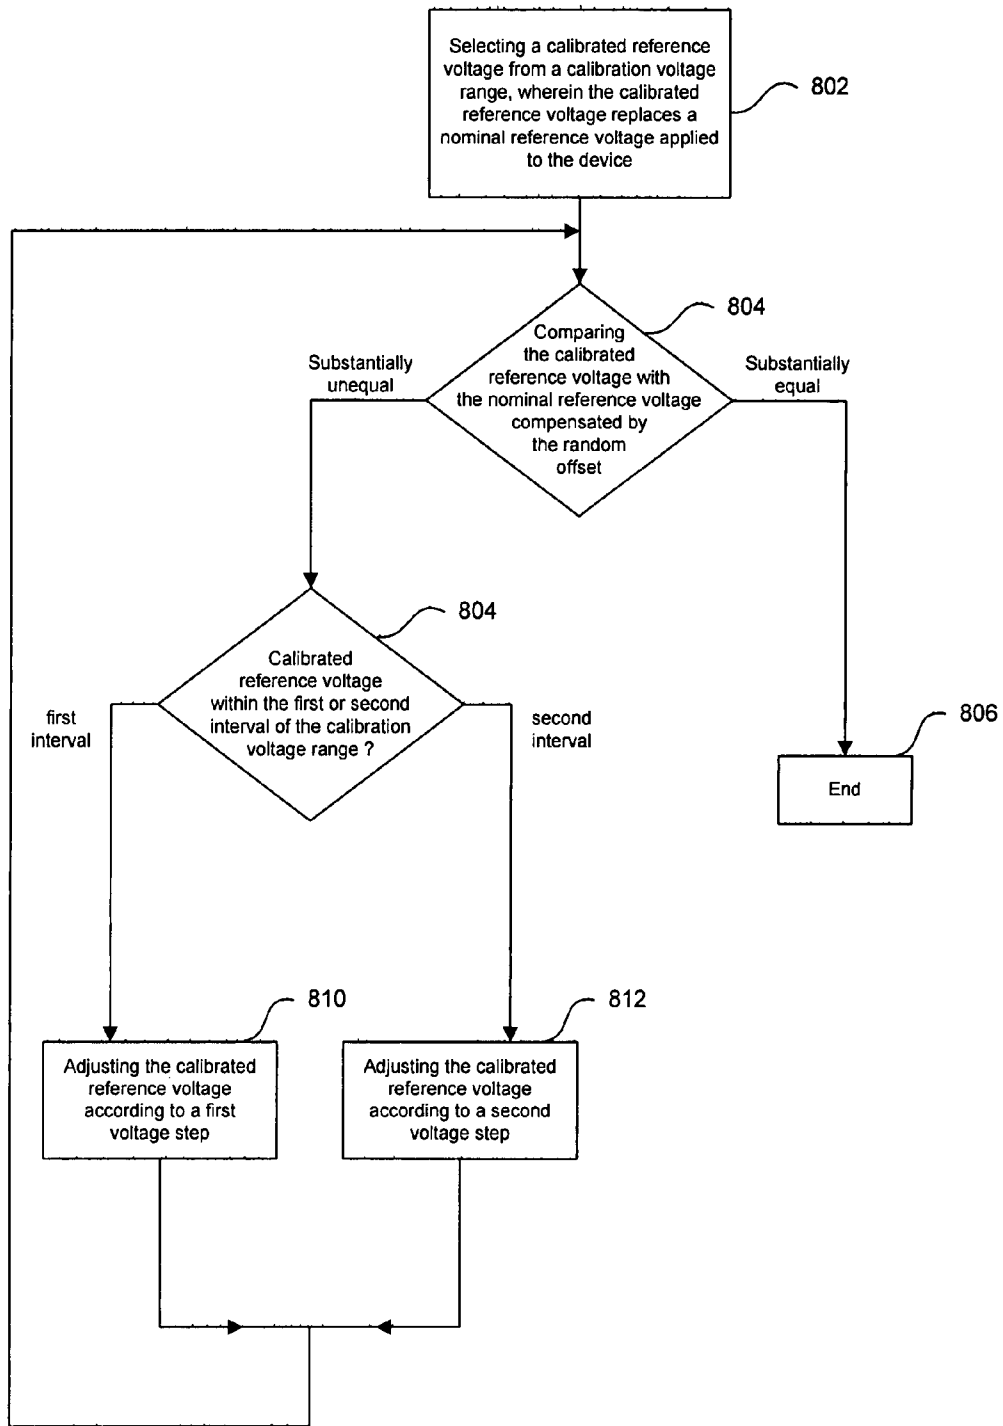 Selecting a calibrated reference
voltage from a calibration voltage
range, wherein the calibrated
reference voltage replaces a
nominal reference voltage applied
to the device
802
804
Comparing
the calibrated
reference voltage with
the nominal reference voltage
compensated by
the random
offset
Substantially
unequal
Substantially
equal
804
Calibrated
reference voltage
within the first or second
interval of the calibration
voltage range ?
first
interval
second
interval
806
End
810
Adjusting the calibrated
reference voltage
according to a first
voltage step
812
Adjusting the calibrated
reference voltage
according to a second
voltage step